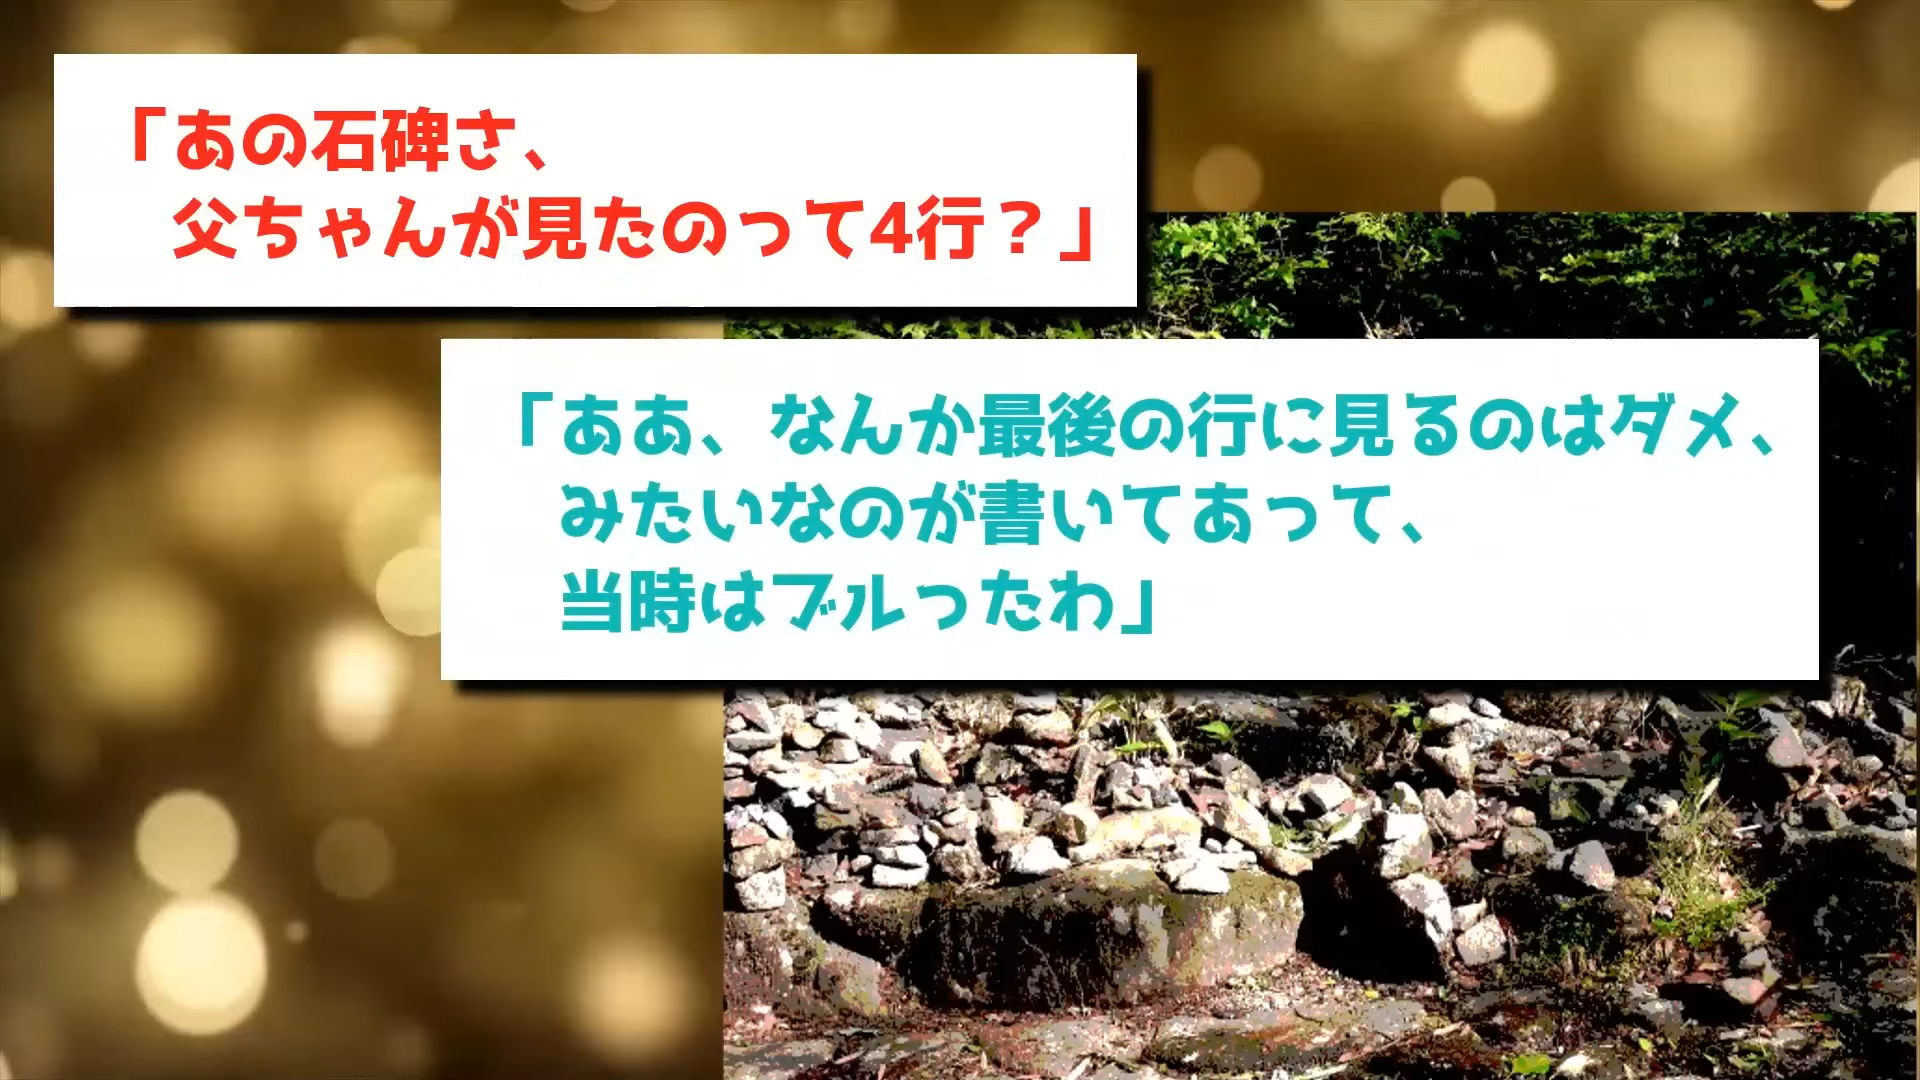 「あの石碑さ、
父ちゃんが見たのって4行？」
「ああ、なんか最後の行に見るのはダメ、
みたいなのが書いてあって、
当時はブルったわ」